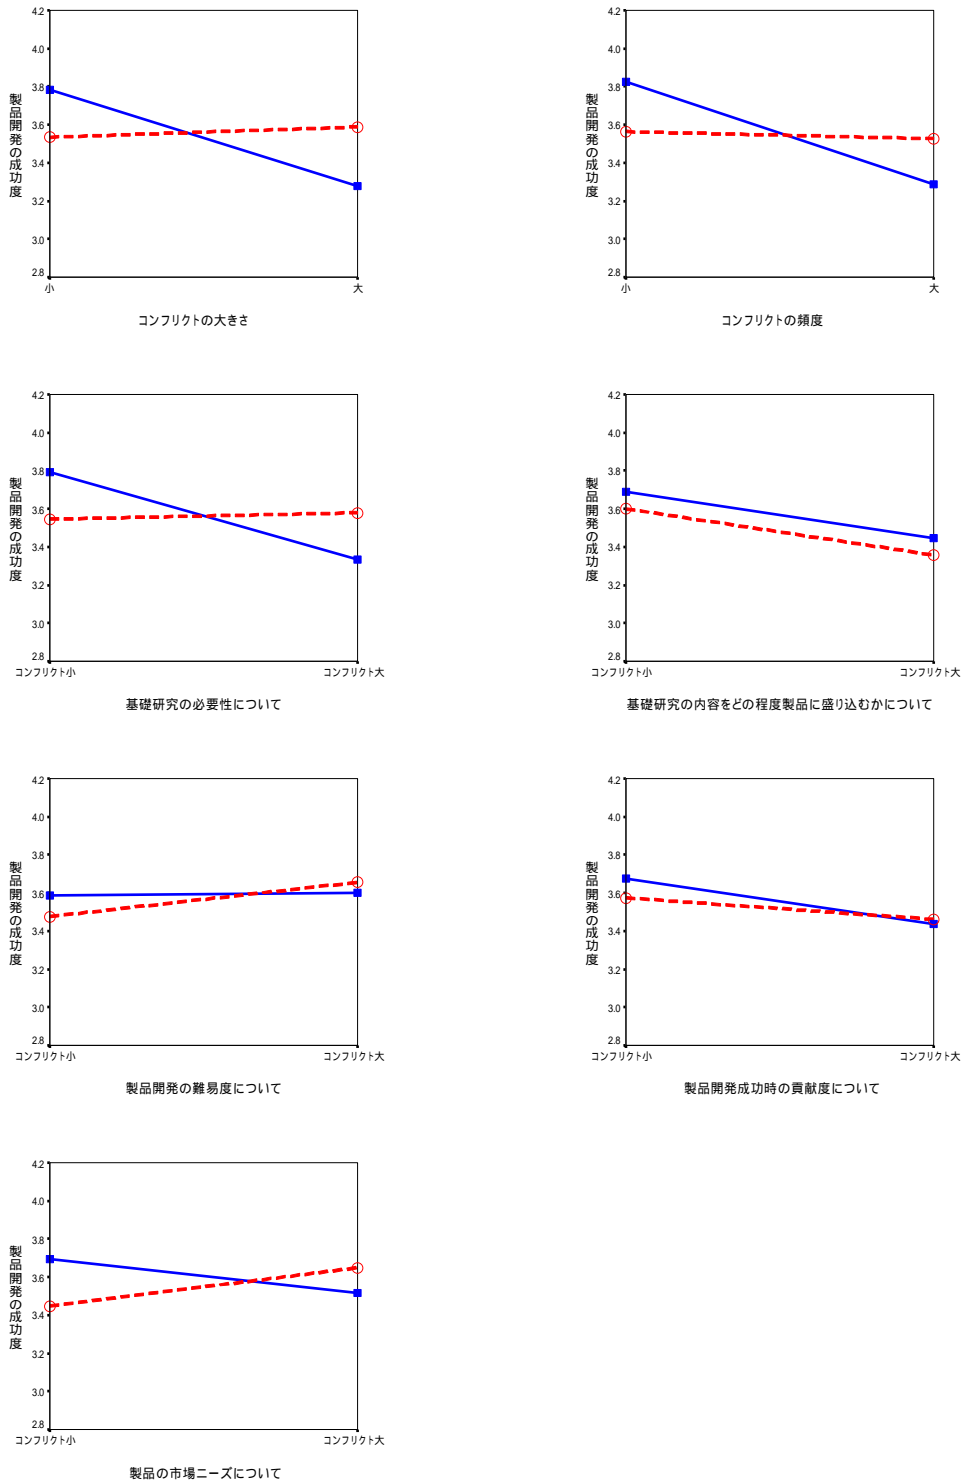 4.2
4.0
3.8
3.6
3.4
3.2
3.0
2.8
製品開発の成功度
小
大
コンフリクトの大きさ
4.2
4.0
3.8
3.6
3.4
3.2
3.0
2.8
製品開発の成功度
小
大
コンフリクトの頻度
4.2
4.0
3.8
3.6
3.4
3.2
3.0
2.8
製品開発の成功度
コンフリクト小
コンフリクト大
基礎研究の必要性について
4.2
4.0
3.8
3.6
3.4
3.2
3.0
2.8
製品開発の成功度
コンフリクト小
コンフリクト大
基礎研究の内容をどの程度製品に盛り込むかについて
4.2
4.0
3.8
3.6
3.4
3.2
3.0
2.8
製品開発の成功度
コンフリクト小
コンフリクト大
製品開発の難易度について
4.2
4.0
3.8
3.6
3.4
3.2
3.0
2.8
製品開発の成功度
コンフリクト小
コンフリクト大
製品開発成功時の貢献度について
4.2
4.0
3.8
3.6
3.4
3.2
3.0
2.8
製品開発の成功度
コンフリクト小
コンフリクト大
製品の市場ニーズについて